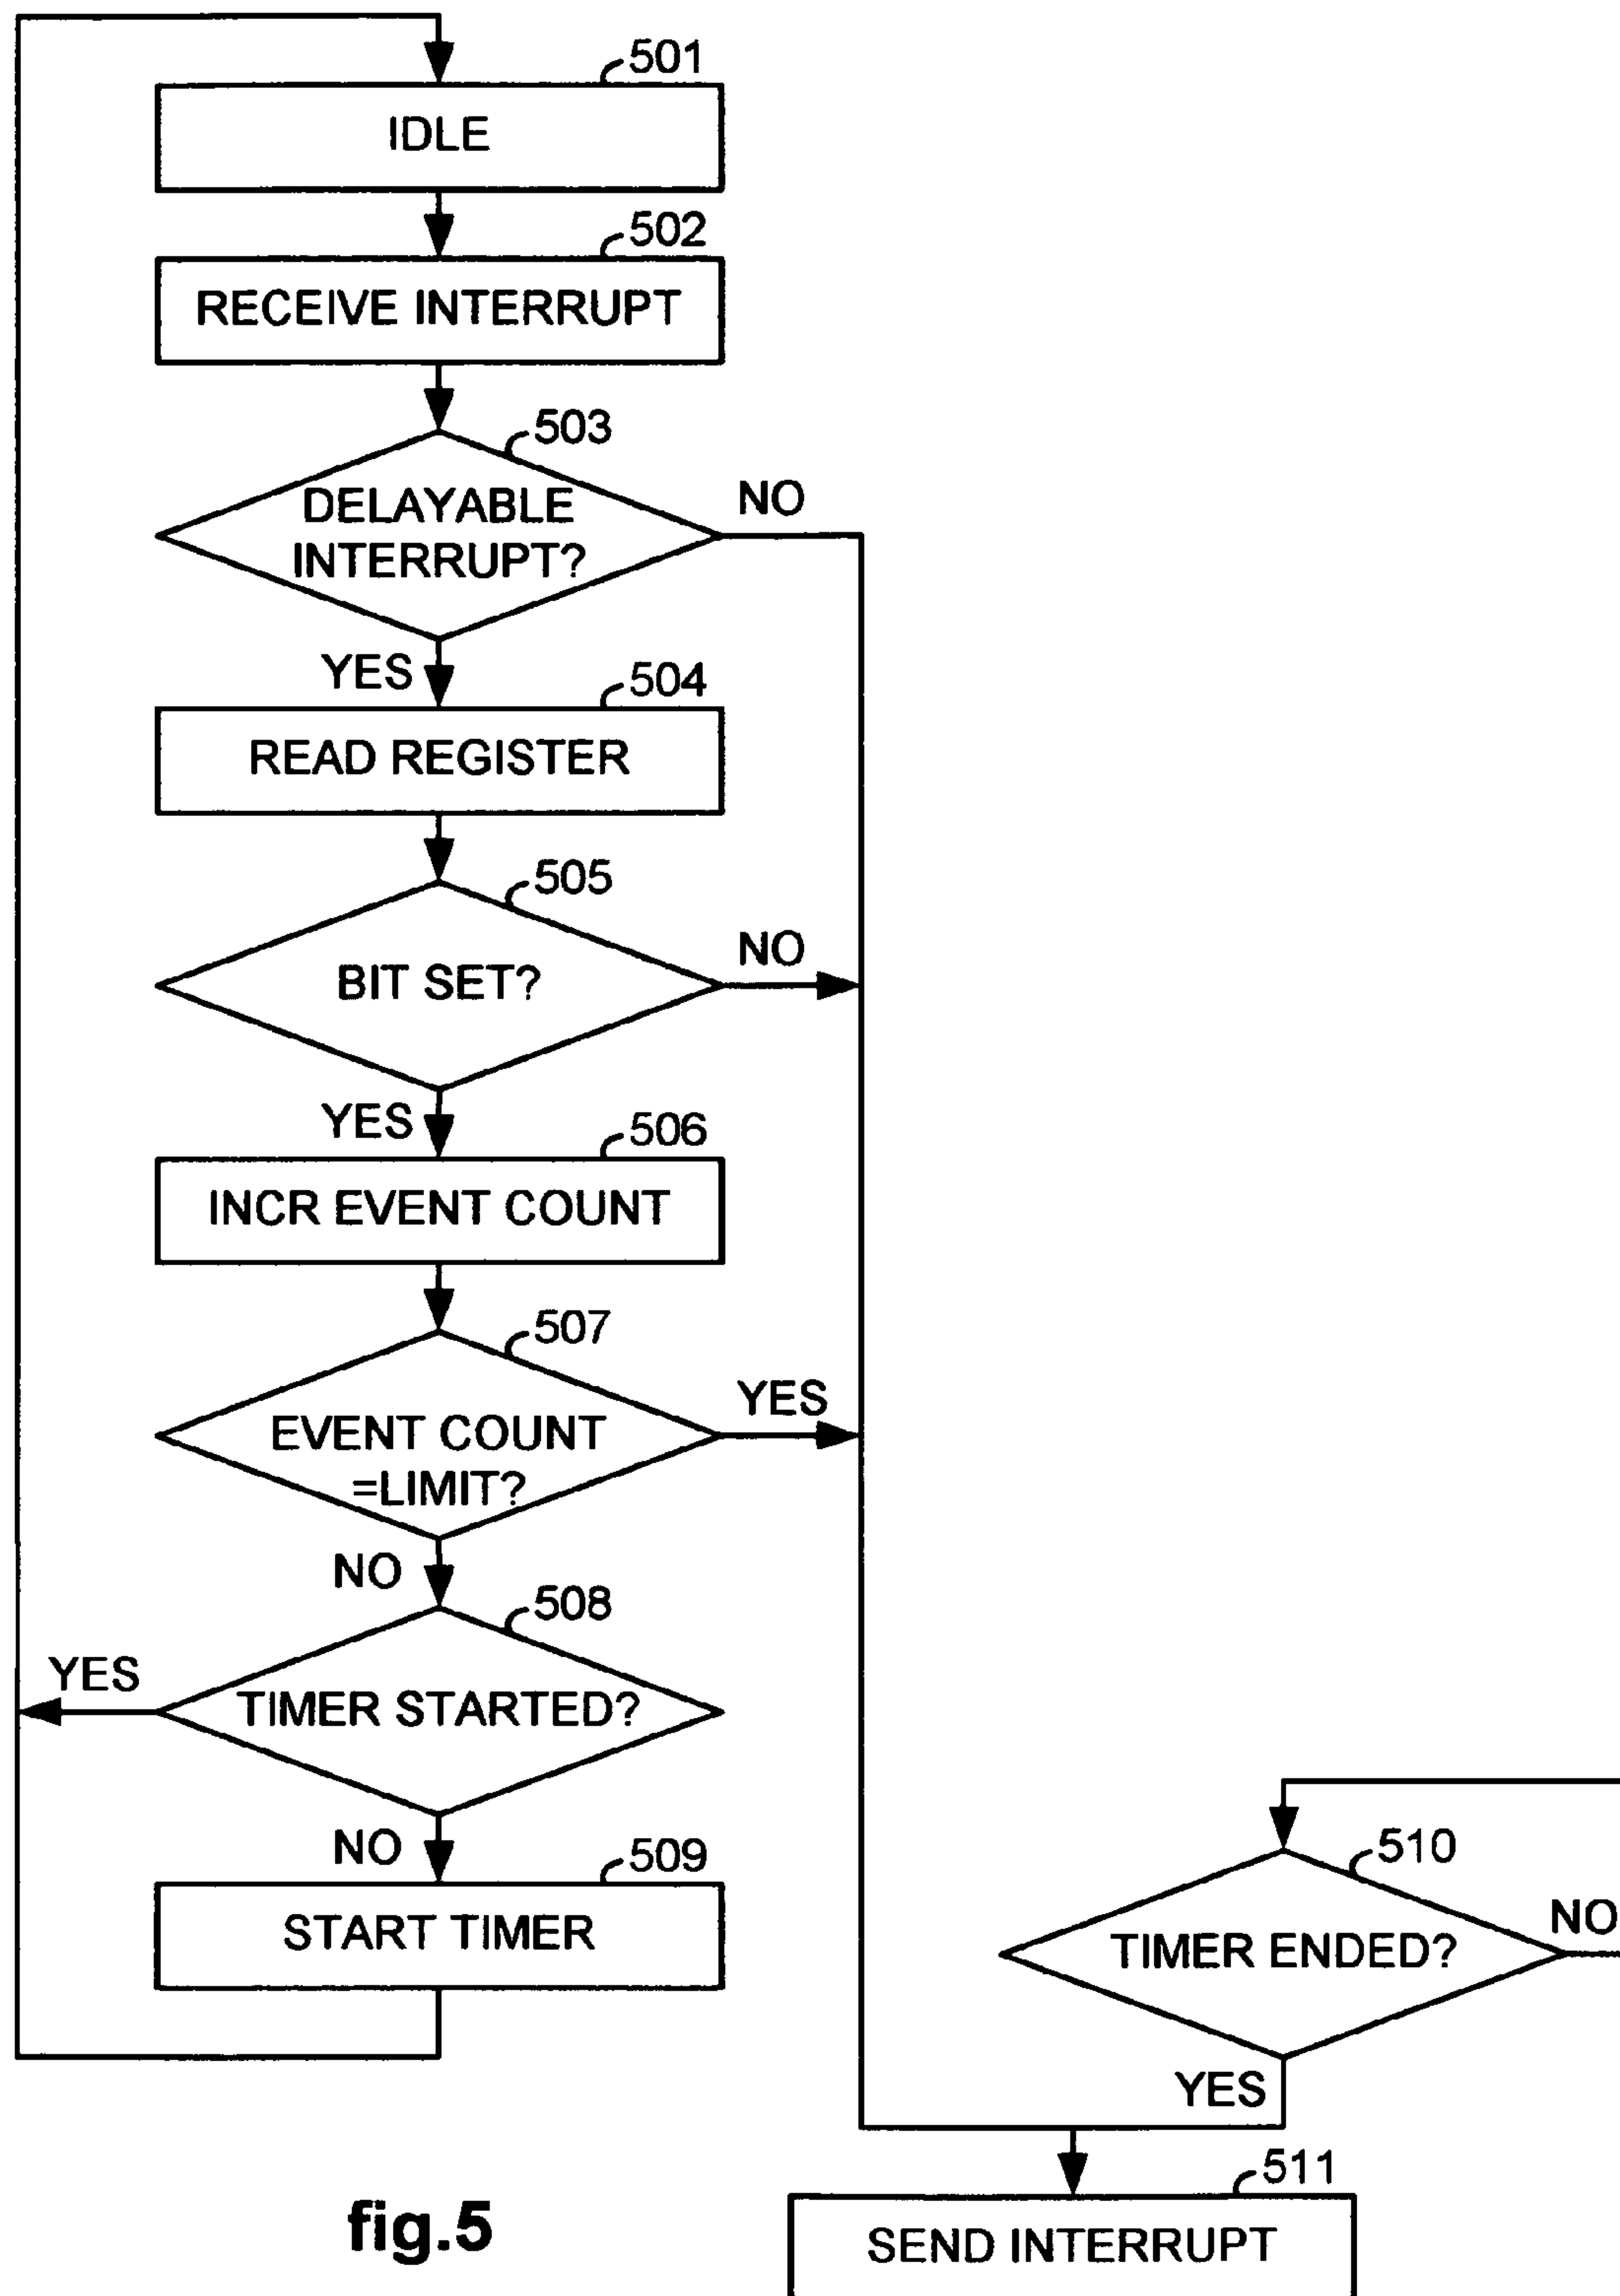 501
IDLE
502
RECEIVE INTERRUPT
503
DELAYABLE
INTERRUPT?
NO
YES
504
READ REGISTER
505
BIT SET?
NO
YES
506
INCR EVENT COUNT
507
EVENT COUNT
=LIMIT?
YES
NO
508
TIMER STARTED?
YES
NO
509
START TIMER
510
TIMER ENDED?
NO
YES
511
SEND INTERRUPT
fig.5